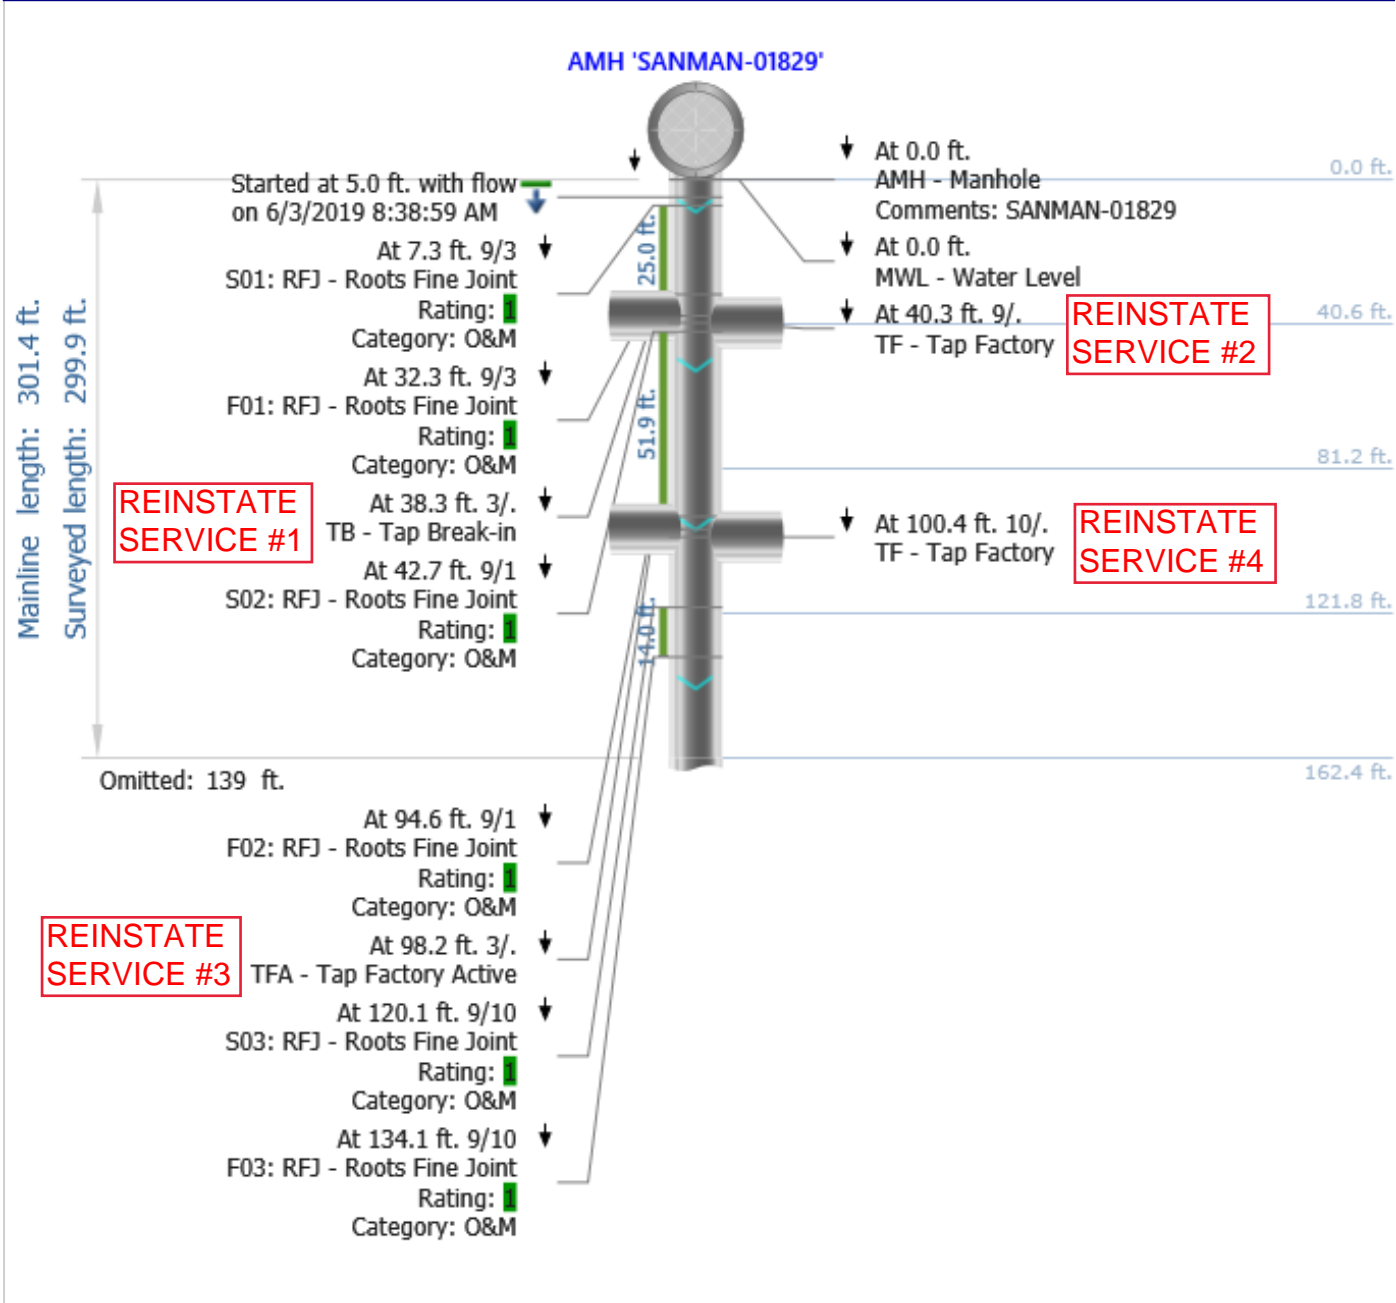 AMH 'SANMAN-01829'
Started at 5.0 ft. with flow
on 6/3/2019 8:38:59 AM
At 0.0 ft.
AMH - Manhole
Comments: SANMAN-01829
0.0 ft.
At 0.0 ft.
MWL - Water Level
At 7.3 ft. 9/3
S01: RFJ - Roots Fine Joint
Rating: 1
Category: O&M
25.0 ft.
At 40.3 ft. 9/.
TF - Tap Factory
REINSTATE
SERVICE #2
40.6 ft.
At 32.3 ft. 9/3
F01: RFJ - Roots Fine Joint
Rating: 1
Category: O&M
51.9 ft.
81.2 ft.
Mainline length: 301.4 ft.
Surveyed length: 299.9 ft.
REINSTATE
SERVICE #1
At 38.3 ft. 3/.
TB - Tap Break-in
At 100.4 ft. 10/.
TF - Tap Factory
REINSTATE
SERVICE #4
At 42.7 ft. 9/1
S02: RFJ - Roots Fine Joint
Rating: 1
Category: O&M
14.0 ft.
121.8 ft.
162.4 ft.
Omitted: 139 ft.
At 94.6 ft. 9/1
F02: RFJ - Roots Fine Joint
Rating: 1
Category: O&M
REINSTATE
SERVICE #3
At 98.2 ft. 3/.
TFA - Tap Factory Active
At 120.1 ft. 9/10
S03: RFJ - Roots Fine Joint
Rating: 1
Category: O&M
At 134.1 ft. 9/10
F03: RFJ - Roots Fine Joint
Rating: 1
Category: O&M